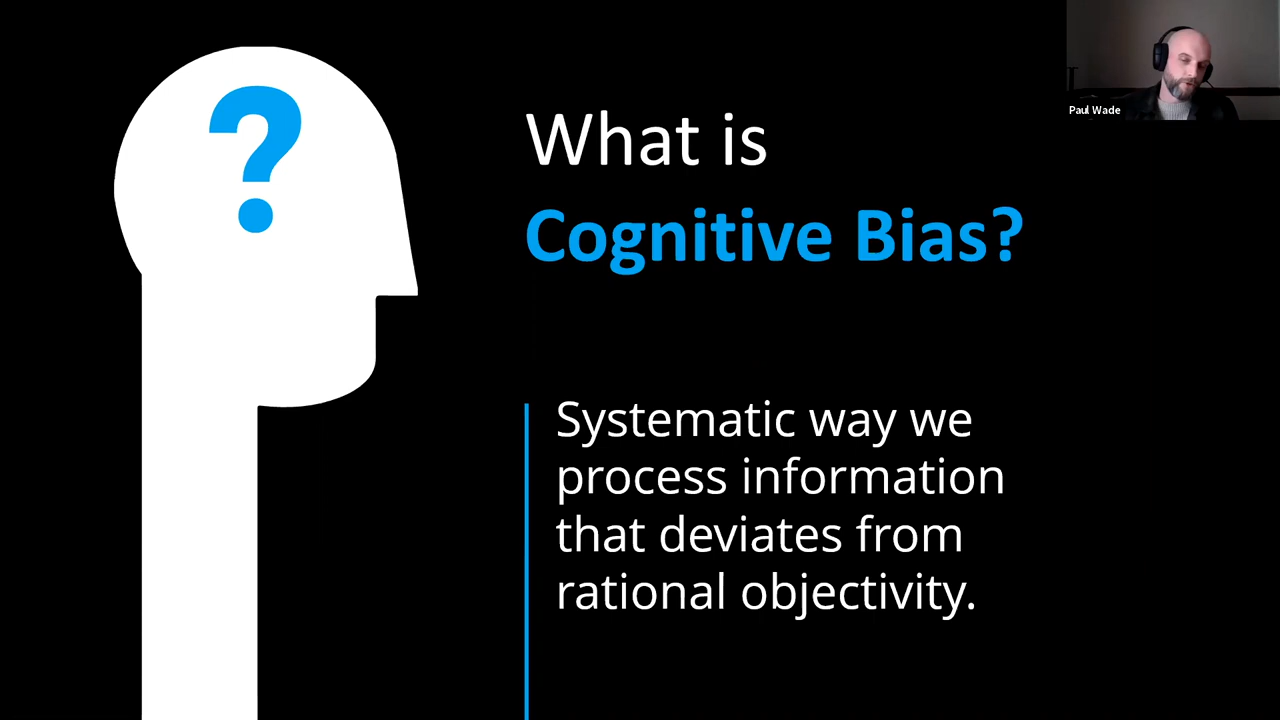 ?
What is
Cognitive Bias?
Systematic way we
process information
that deviates from
rational objectivity.
Paul Wade